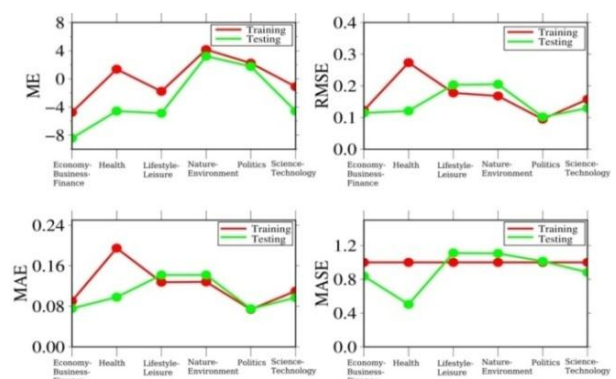 ME
8
4
0
−4
−8
Training
Testing
Economy-
Business-
Finance
Health
Lifestyle-
Leisure
Nature-
Environment
Politics
Science-
Technology
RMSE
0.4
0.3
0.2
0.1
0.0
Training
Testing
Economy-
Business-
Finance
Health
Lifestyle-
Leisure
Nature-
Environment
Politics
Science-
Technology
MAE
0.24
0.16
0.08
0.00
Training
Testing
Economy-
Business-
Finance
Health
Lifestyle-
Leisure
Nature-
Environment
Politics
Science-
Technology
MASE
1.2
0.8
0.4
0.0
Training
Testing
Economy-
Business-
Finance
Health
Lifestyle-
Leisure
Nature-
Environment
Politics
Science-
Technology